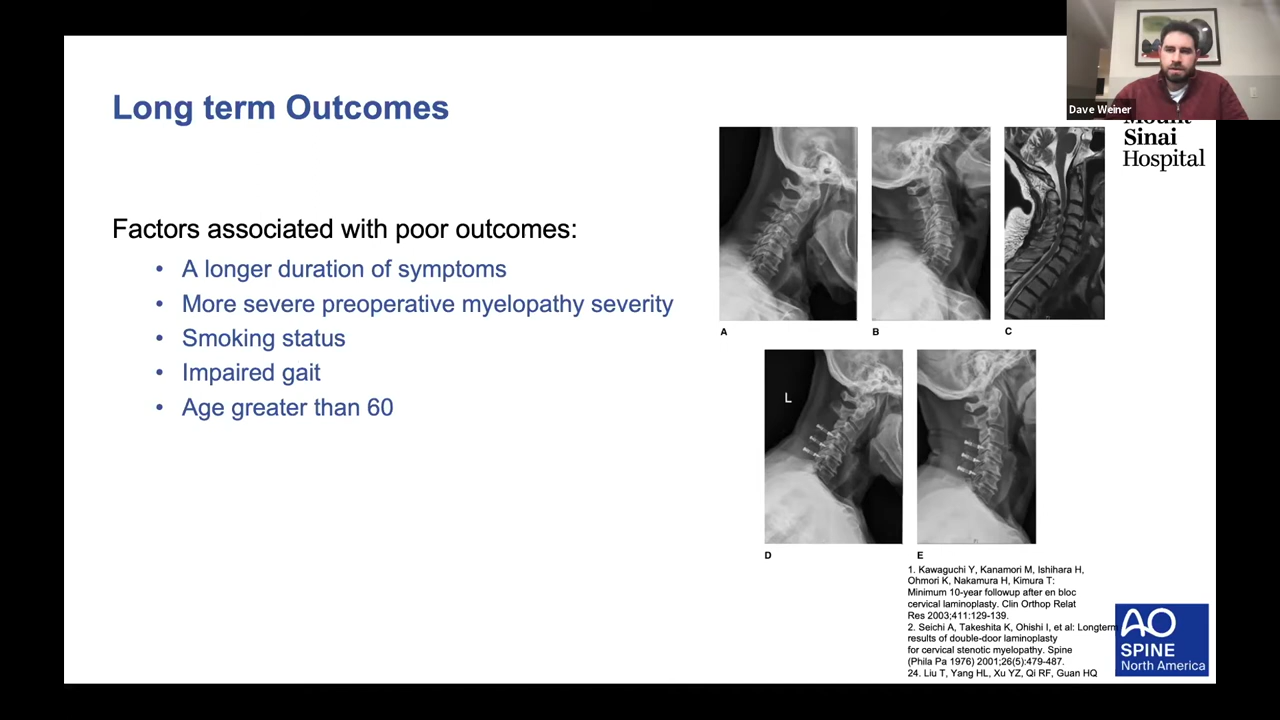 Long term Outcomes
Factors associated with poor outcomes:
• A longer duration of symptoms
• More severe preoperative myelopathy severity
• Smoking status
• Impaired gait
• Age greater than 60
Dave Weiner
Mount
Sinai
Hospital
A
B
C
L
D
E
1. Kawaguchi Y, Kanamori M, Ishihara H,
Ohmori K, Nakamura H, Kimura T:
Minimum 10-year followup after en bloc
cervical laminoplasty. Clin Orthop Relat
Res 2003;411:129-139.
2. Seichi A, Takeshita K, Ohishi I, et al: Longterm
results of double-door laminoplasty
for cervical stenotic myelopathy. Spine
(Phila Pa 1976) 2001;26(5):479-487.
24. Liu T, Yang HL, Xu YZ, Qi RF, Guan HQ
AO
SPINE
North America